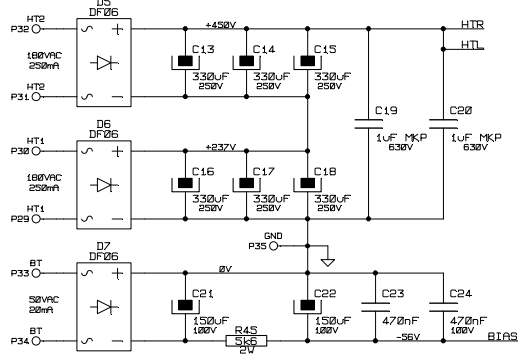 D5
DF06
HT2
P32
180VAC
250mA
HT2
P31
+450V
C13
330uF
250V
C14
330uF
250V
C15
330uF
250V
HTR
HTL
C19
1uF MKP
630V
C20
1uF MKP
630V
D6
DF06
HT1
P30
180VAC
250mA
HT1
P29
+237V
C16
330uF
250V
C17
330uF
250V
C18
330uF
250V
GND
P35
D7
DF06
BT
P33
50VAC
20mA
BT
P34
0V
C21
150uF
100V
R45
5k6
2W
C22
150uF
100V
C23
470nF
C24
470nF
100V
-56V
BIAS